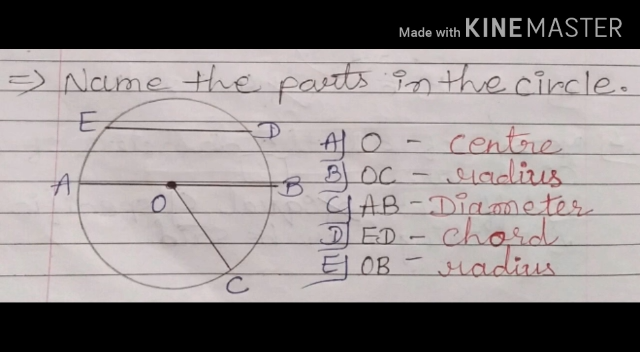 Made with KINEMASTER
=> Name the parts in the circle.
E D
A B
O
C
A] O - centre
B] OC - radius
C] AB - Diameter
D] ED - chord
E] OB - radius